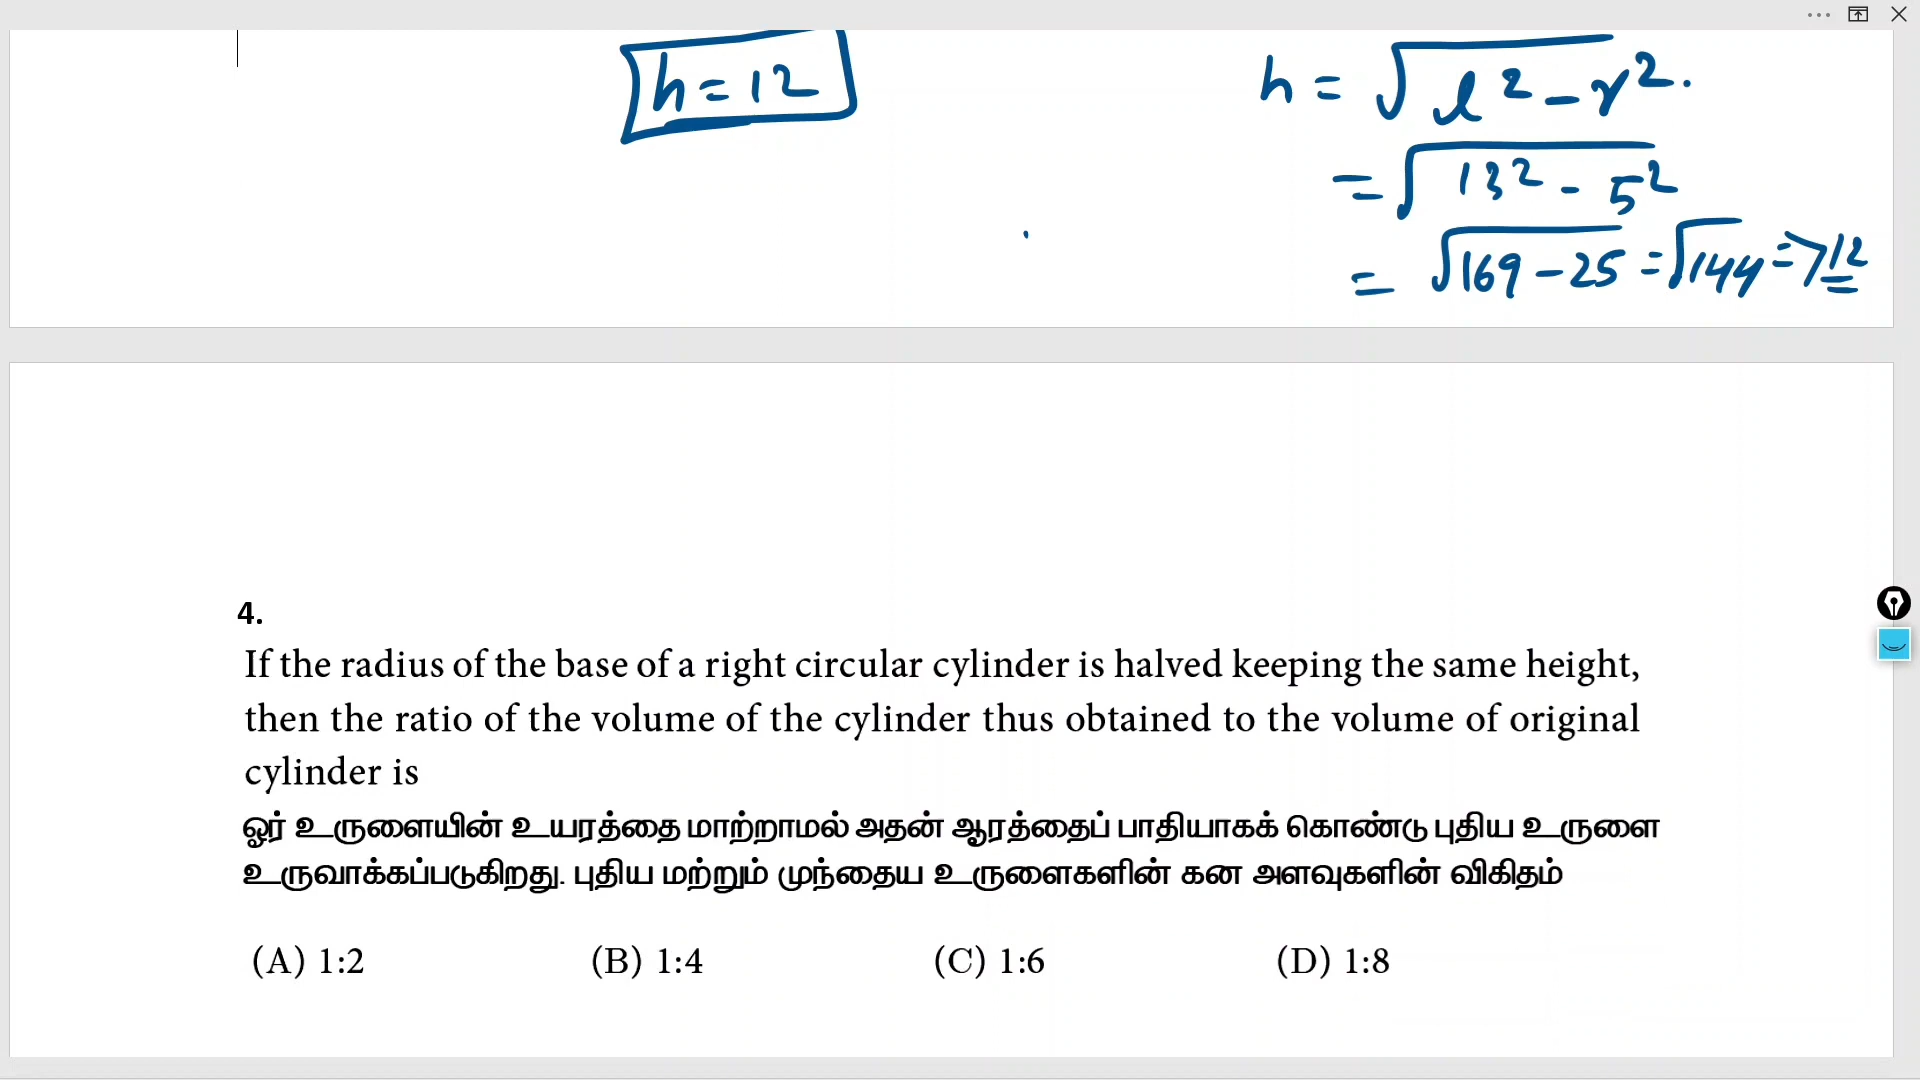 h = 12
h = √l² - r².
= √13² - 5²
= √169 - 25 = √144 => 12
4.
If the radius of the base of a right circular cylinder is halved keeping the same height,
then the ratio of the volume of the cylinder thus obtained to the volume of original
cylinder is
ஓர் உருளையின் உயரத்தை மாற்றாமல் அதன் ஆரத்தைப் பாதியாகக் கொண்டு புதிய உருளை
உருவாக்கப்படுகிறது. புதிய மற்றும் முந்தைய உருளைகளின் கன அளவுகளின் விகிதம்
(A) 1:2 (B) 1:4 (C) 1:6 (D) 1:8